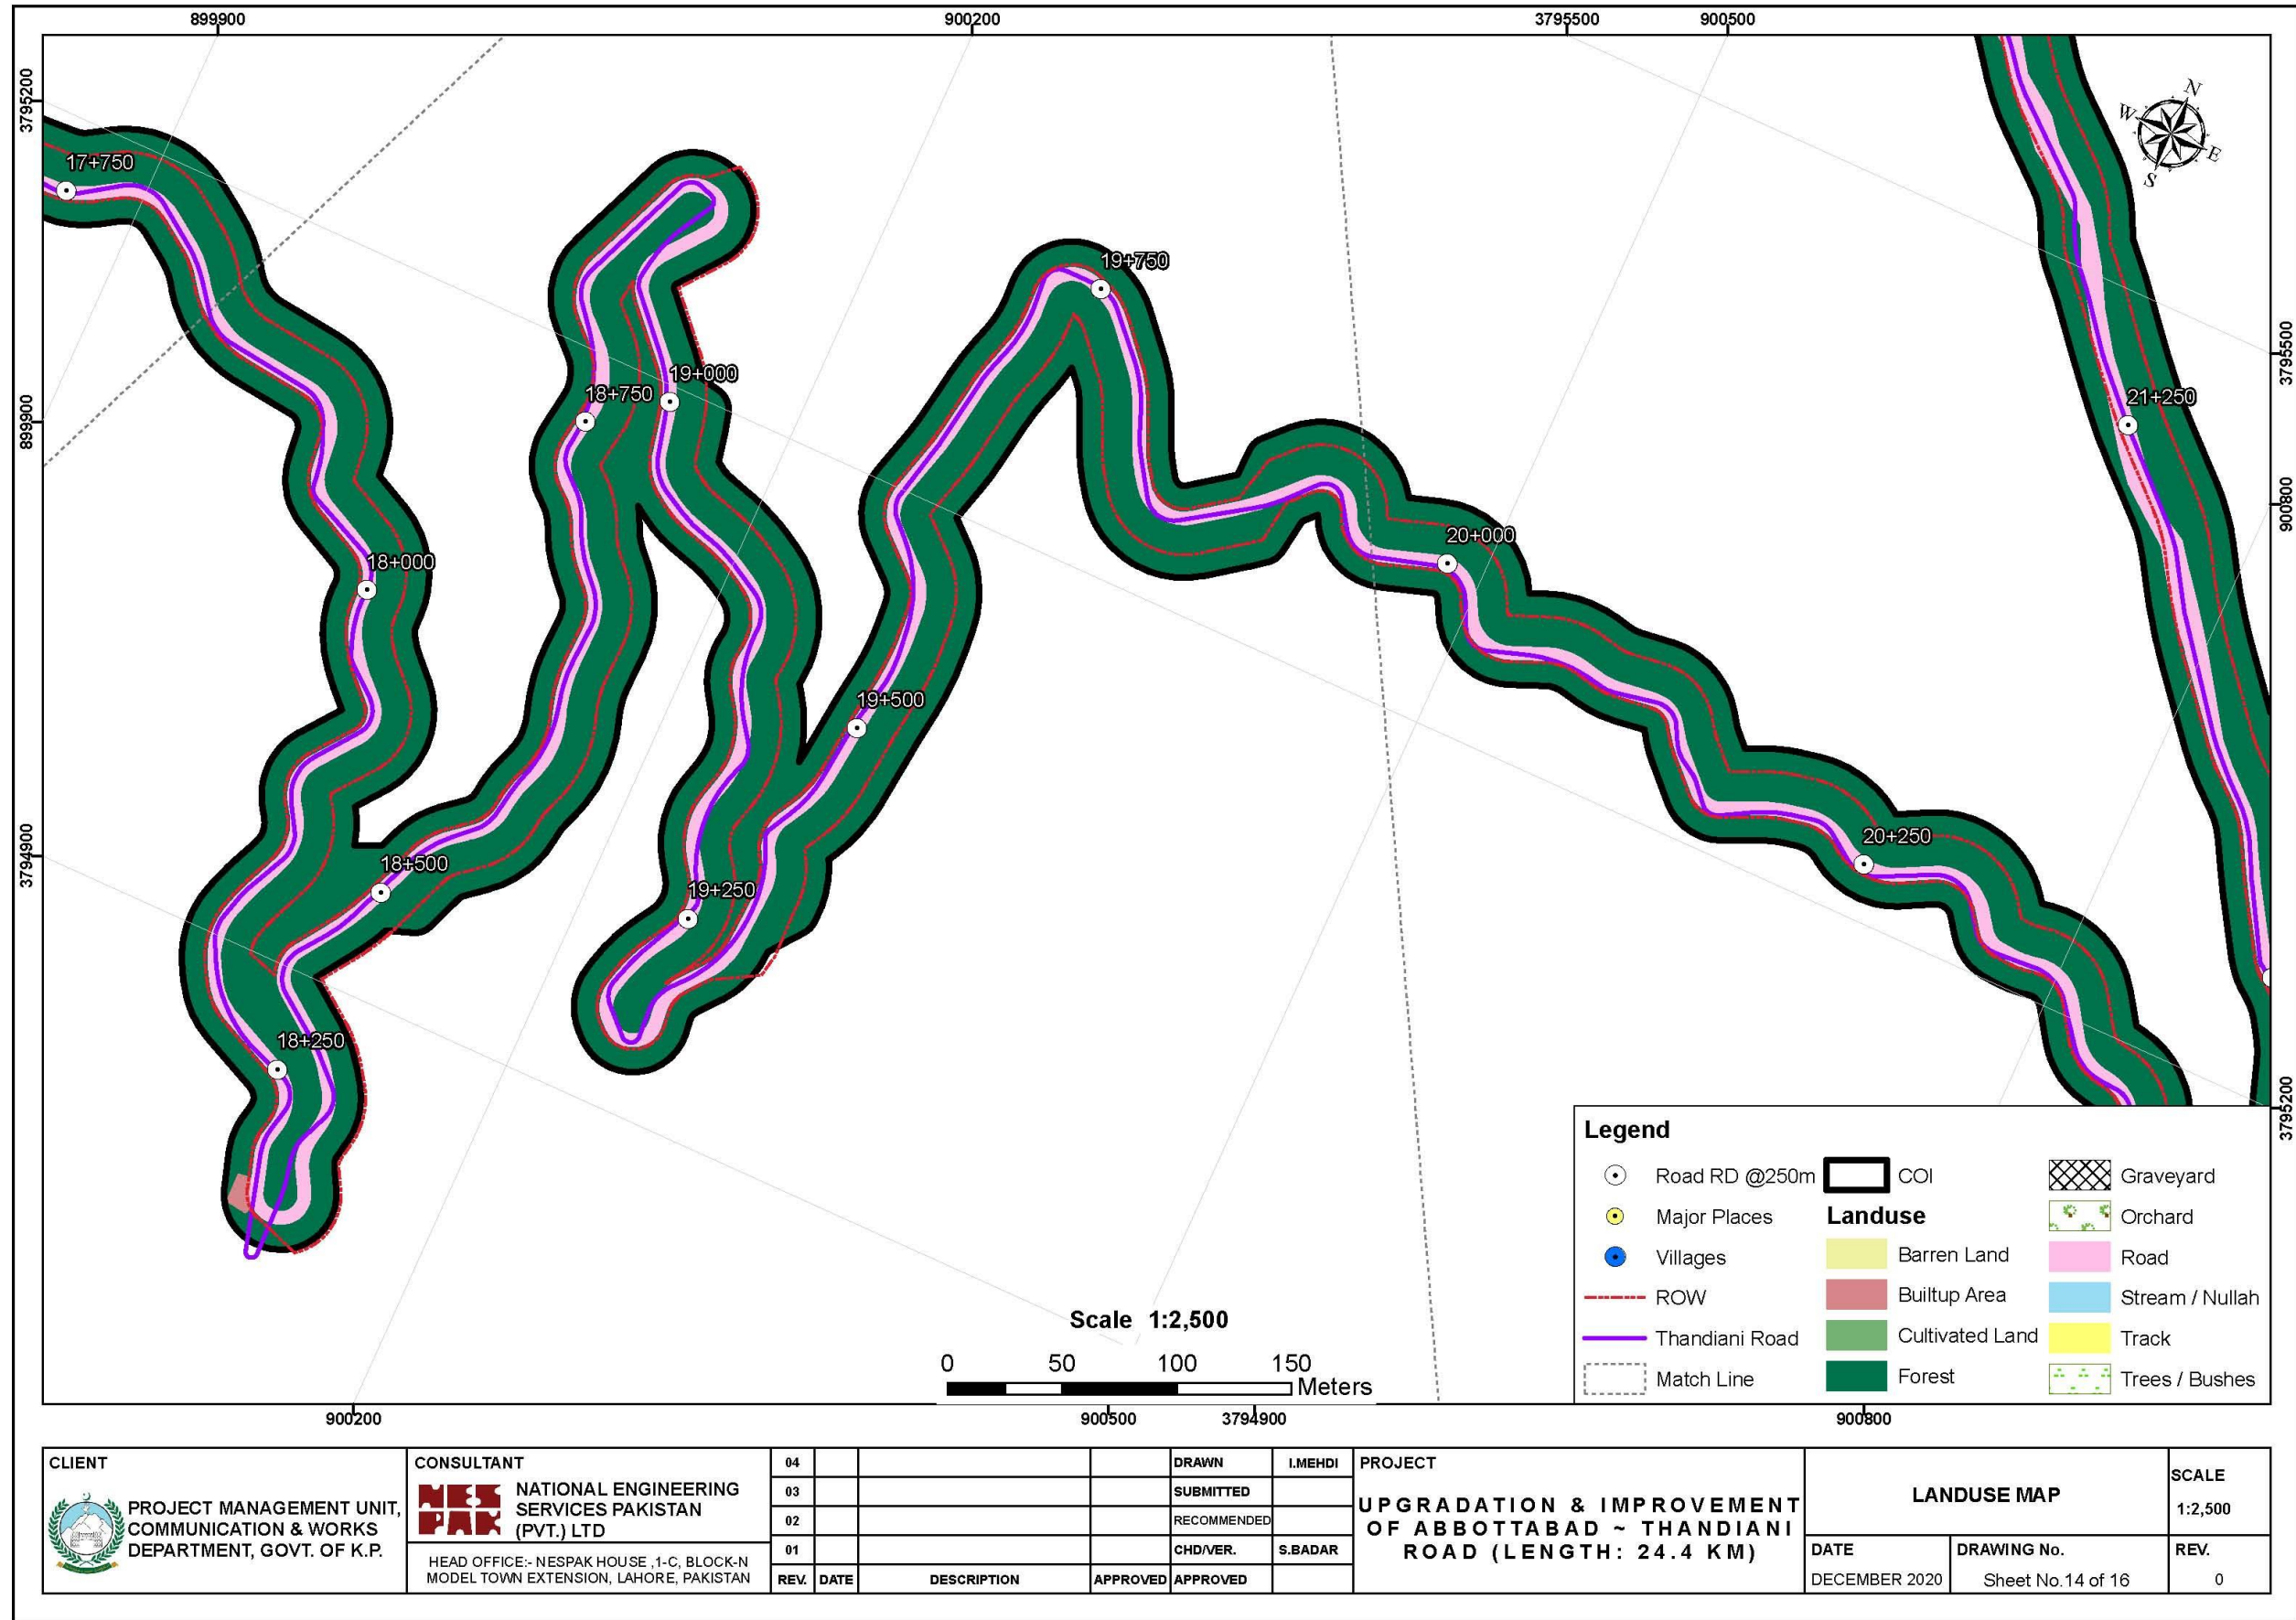 899900
900200
3795500
900500
3795200
N
W
E
S
17+750
19+750
3795500
19+000
18+750
21+250
899900
900800
20+000
18+000
19+500
20+250
3794900
18+500
19+250
18+250
3795200
Legend
Road RD @250m
COI
Graveyard
Major Places
Landuse
Orchard
Villages
Barren Land
Road
ROW
Builtup Area
Stream / Nullah
Thandiani Road
Cultivated Land
Track
Match Line
Forest
Trees / Bushes
Scale 1:2,500
0 50 100 150
Meters
900200
900500
3794900
900800
CLIENT
PROJECT MANAGEMENT UNIT,
COMMUNICATION & WORKS
DEPARTMENT, GOVT. OF K.P.
CONSULTANT
NES
PAK
NATIONAL ENGINEERING
SERVICES PAKISTAN
(PVT.) LTD
HEAD OFFICE:- NESPAK HOUSE ,1-C, BLOCK-N
MODEL TOWN EXTENSION, LAHORE, PAKISTAN
04 DRAWN I.MEHDI
03 SUBMITTED
02 RECOMMENDED
01 CHD/VER. S.BADAR
REV. DATE DESCRIPTION APPROVED APPROVED
PROJECT
UPGRADATION & IMPROVEMENT
OF ABBOTTABAD ~ THANDIANI
ROAD (LENGTH: 24.4 KM)
LANDUSE MAP
SCALE
1:2,500
DATE
DECEMBER 2020
DRAWING No.
Sheet No.14 of 16
REV.
0